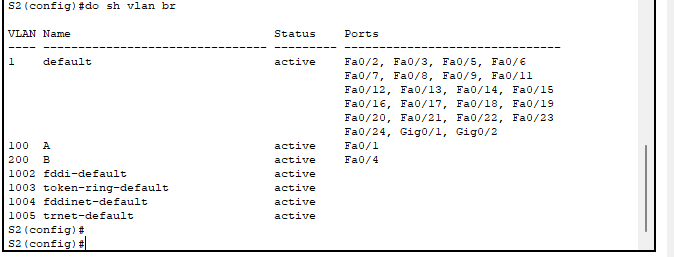 S2(config)#do sh vlan br
VLAN Name                             Status    Ports
---- -------------------------------- --------- -------------------------------
1    default                          active    Fa0/2, Fa0/3, Fa0/5, Fa0/6
                                                Fa0/7, Fa0/8, Fa0/9, Fa0/11
                                                Fa0/12, Fa0/13, Fa0/14, Fa0/15
                                                Fa0/16, Fa0/17, Fa0/18, Fa0/19
                                                Fa0/20, Fa0/21, Fa0/22, Fa0/23
                                                Fa0/24, Gig0/1, Gig0/2
100  A                                active    Fa0/1
200  B                                active    Fa0/4
1002 fddi-default                     active
1003 token-ring-default               active
1004 fddinet-default                  active
1005 trnet-default                    active
S2(config)#
S2(config)#